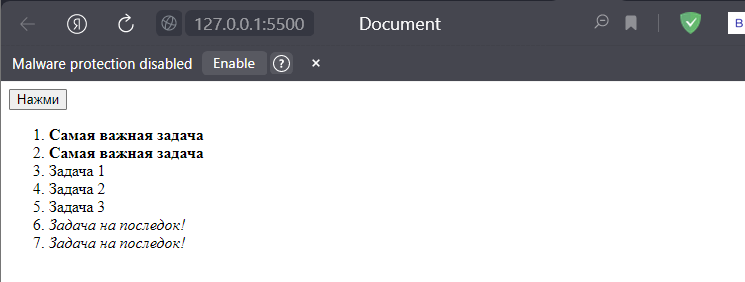 Я 127.0.0.1:5500 Document В
Malware protection disabled Enable ? ×
Нажми
1. Самая важная задача
2. Самая важная задача
3. Задача 1
4. Задача 2
5. Задача 3
6. Задача на последок!
7. Задача на последок!